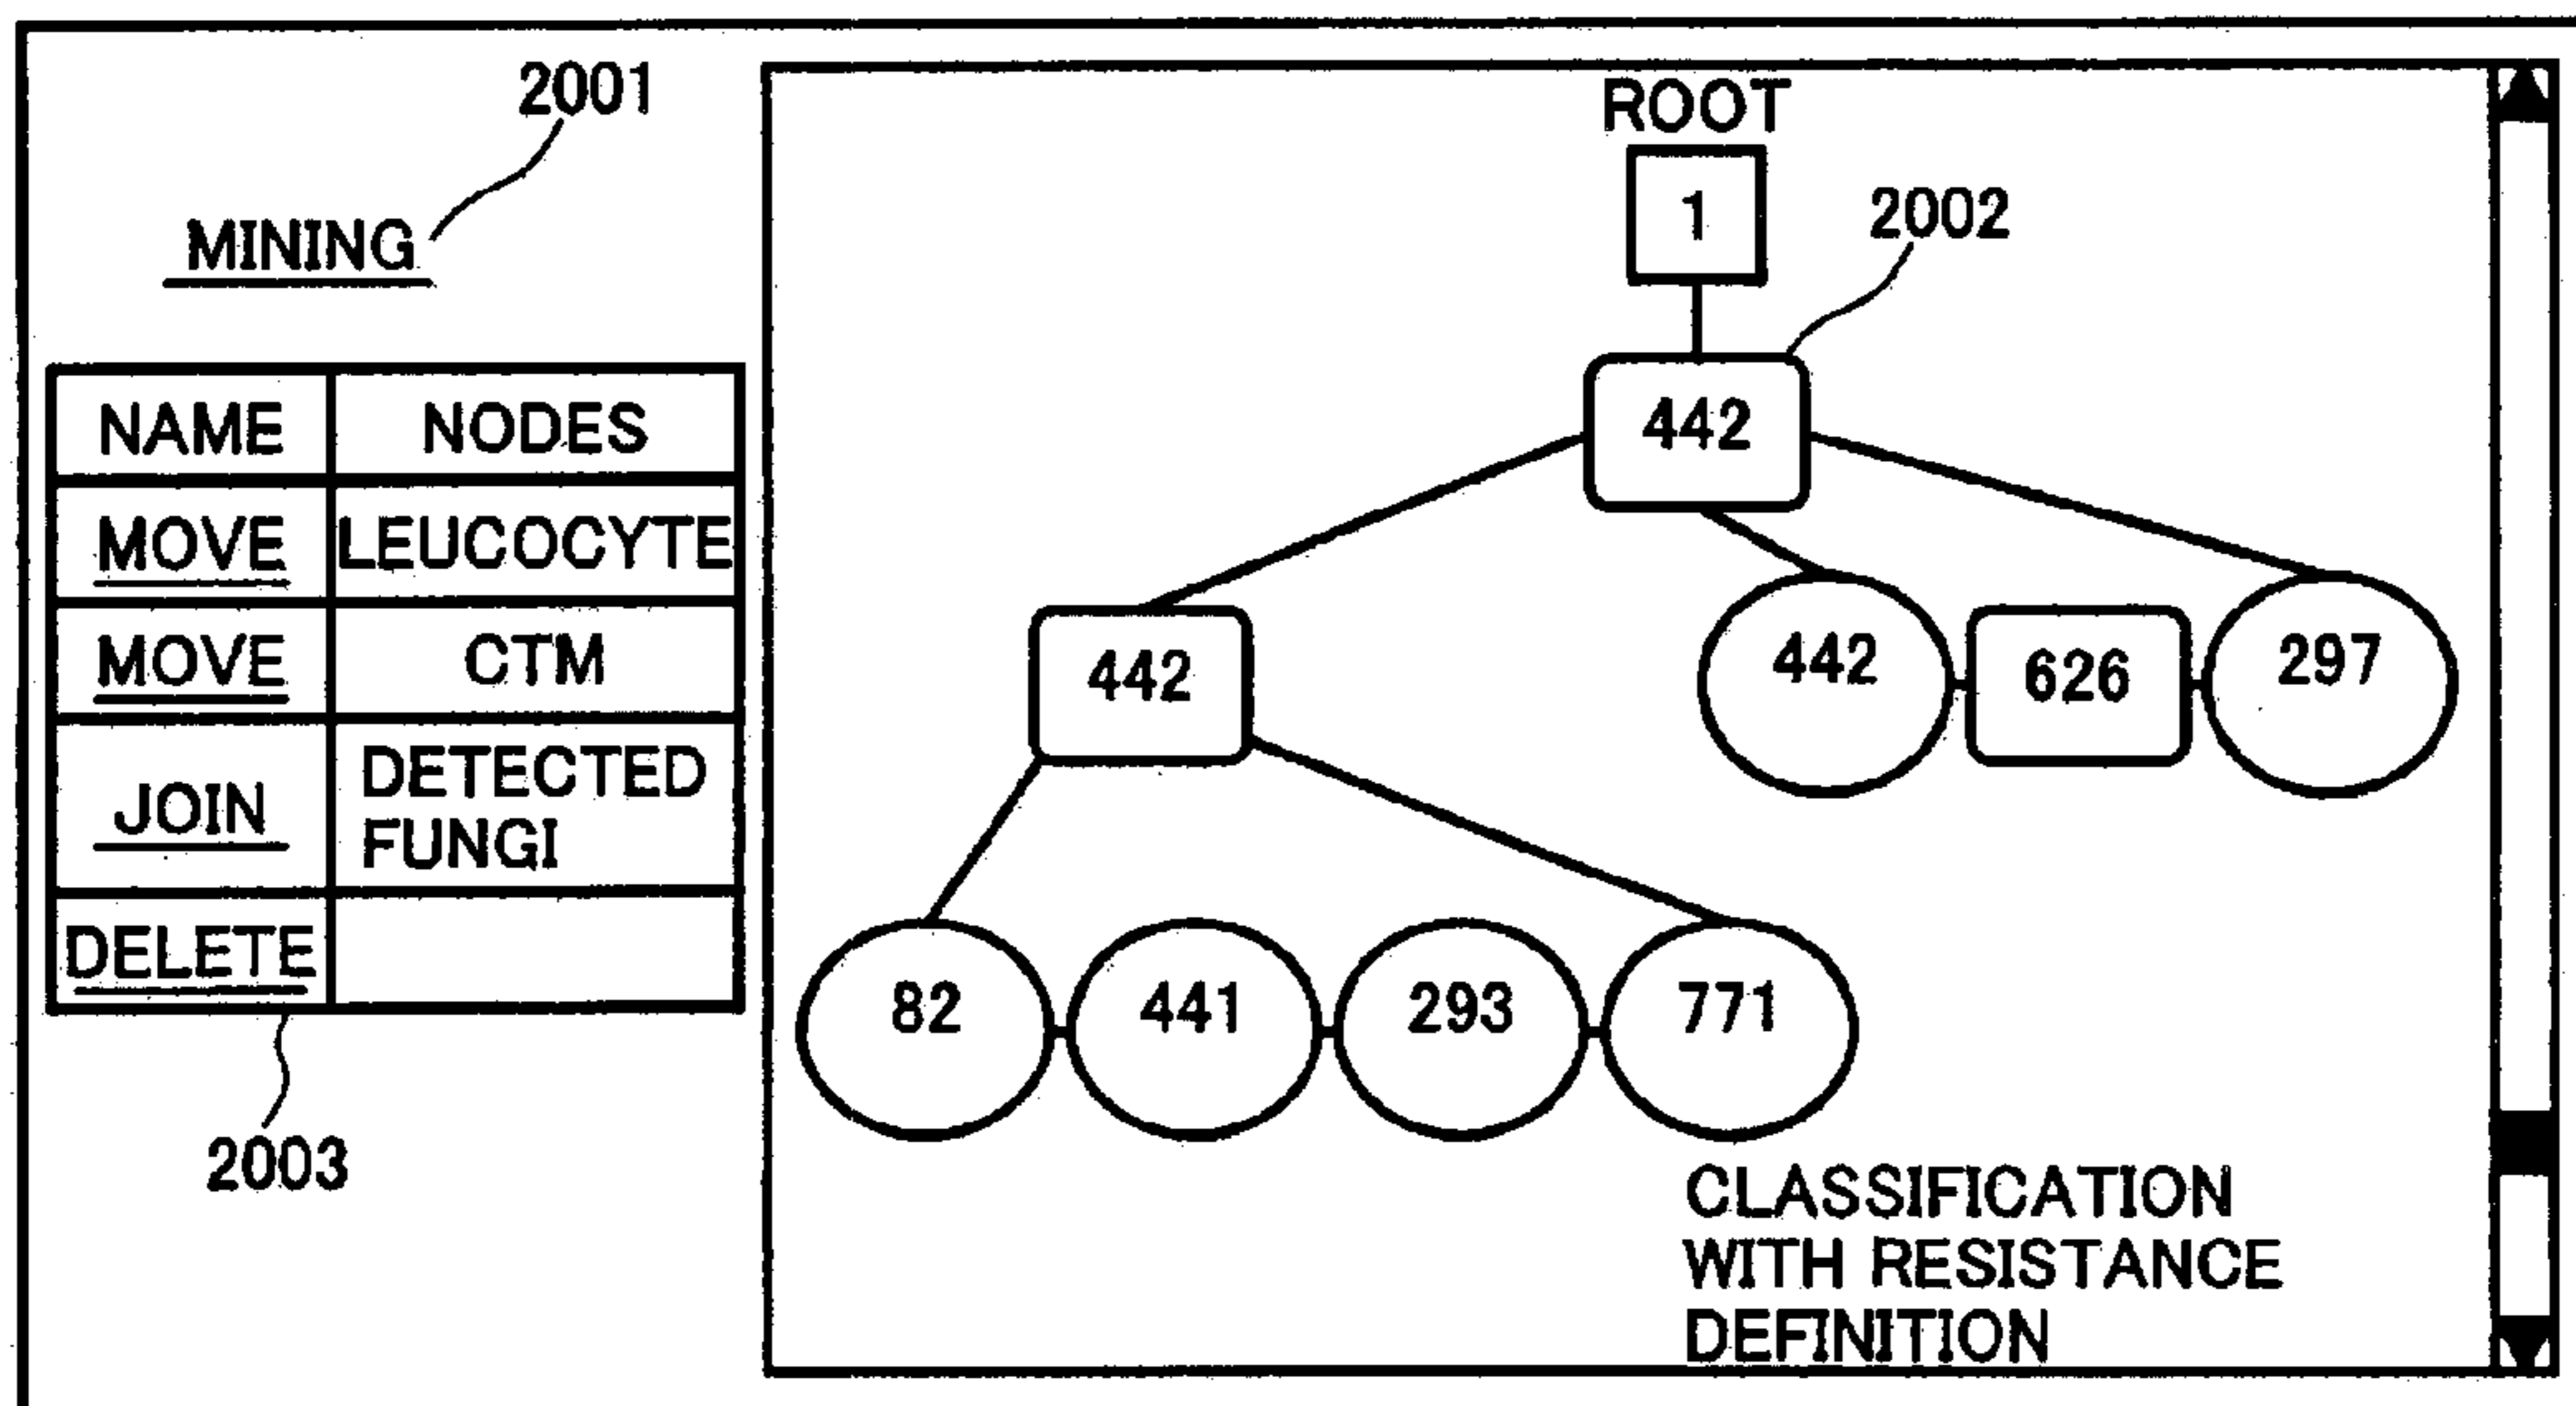 2001
MINING
NAME NODES
MOVE LEUCOCYTE
MOVE CTM
JOIN DETECTED
FUNGI
DELETE
2003
ROOT
1
2002
442
442 442 626 297
82 441 293 771
CLASSIFICATION
WITH RESISTANCE
DEFINITION